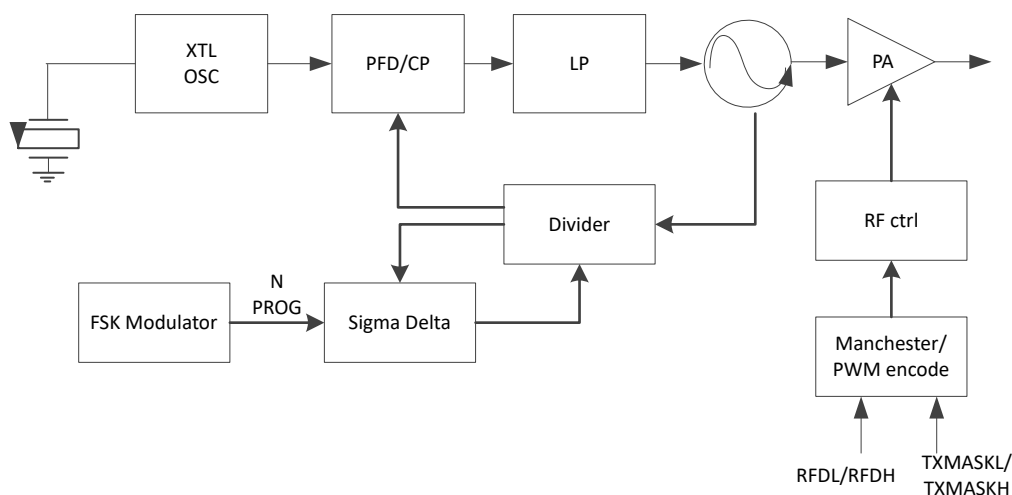 XTL
OSC
PFD/CP
LP
PA
Divider
RF ctrl
N
PROG
FSK Modulator
Sigma Delta
Manchester/
PWM encode
RFDL/RFDH
TXMASKL/
TXMASKH